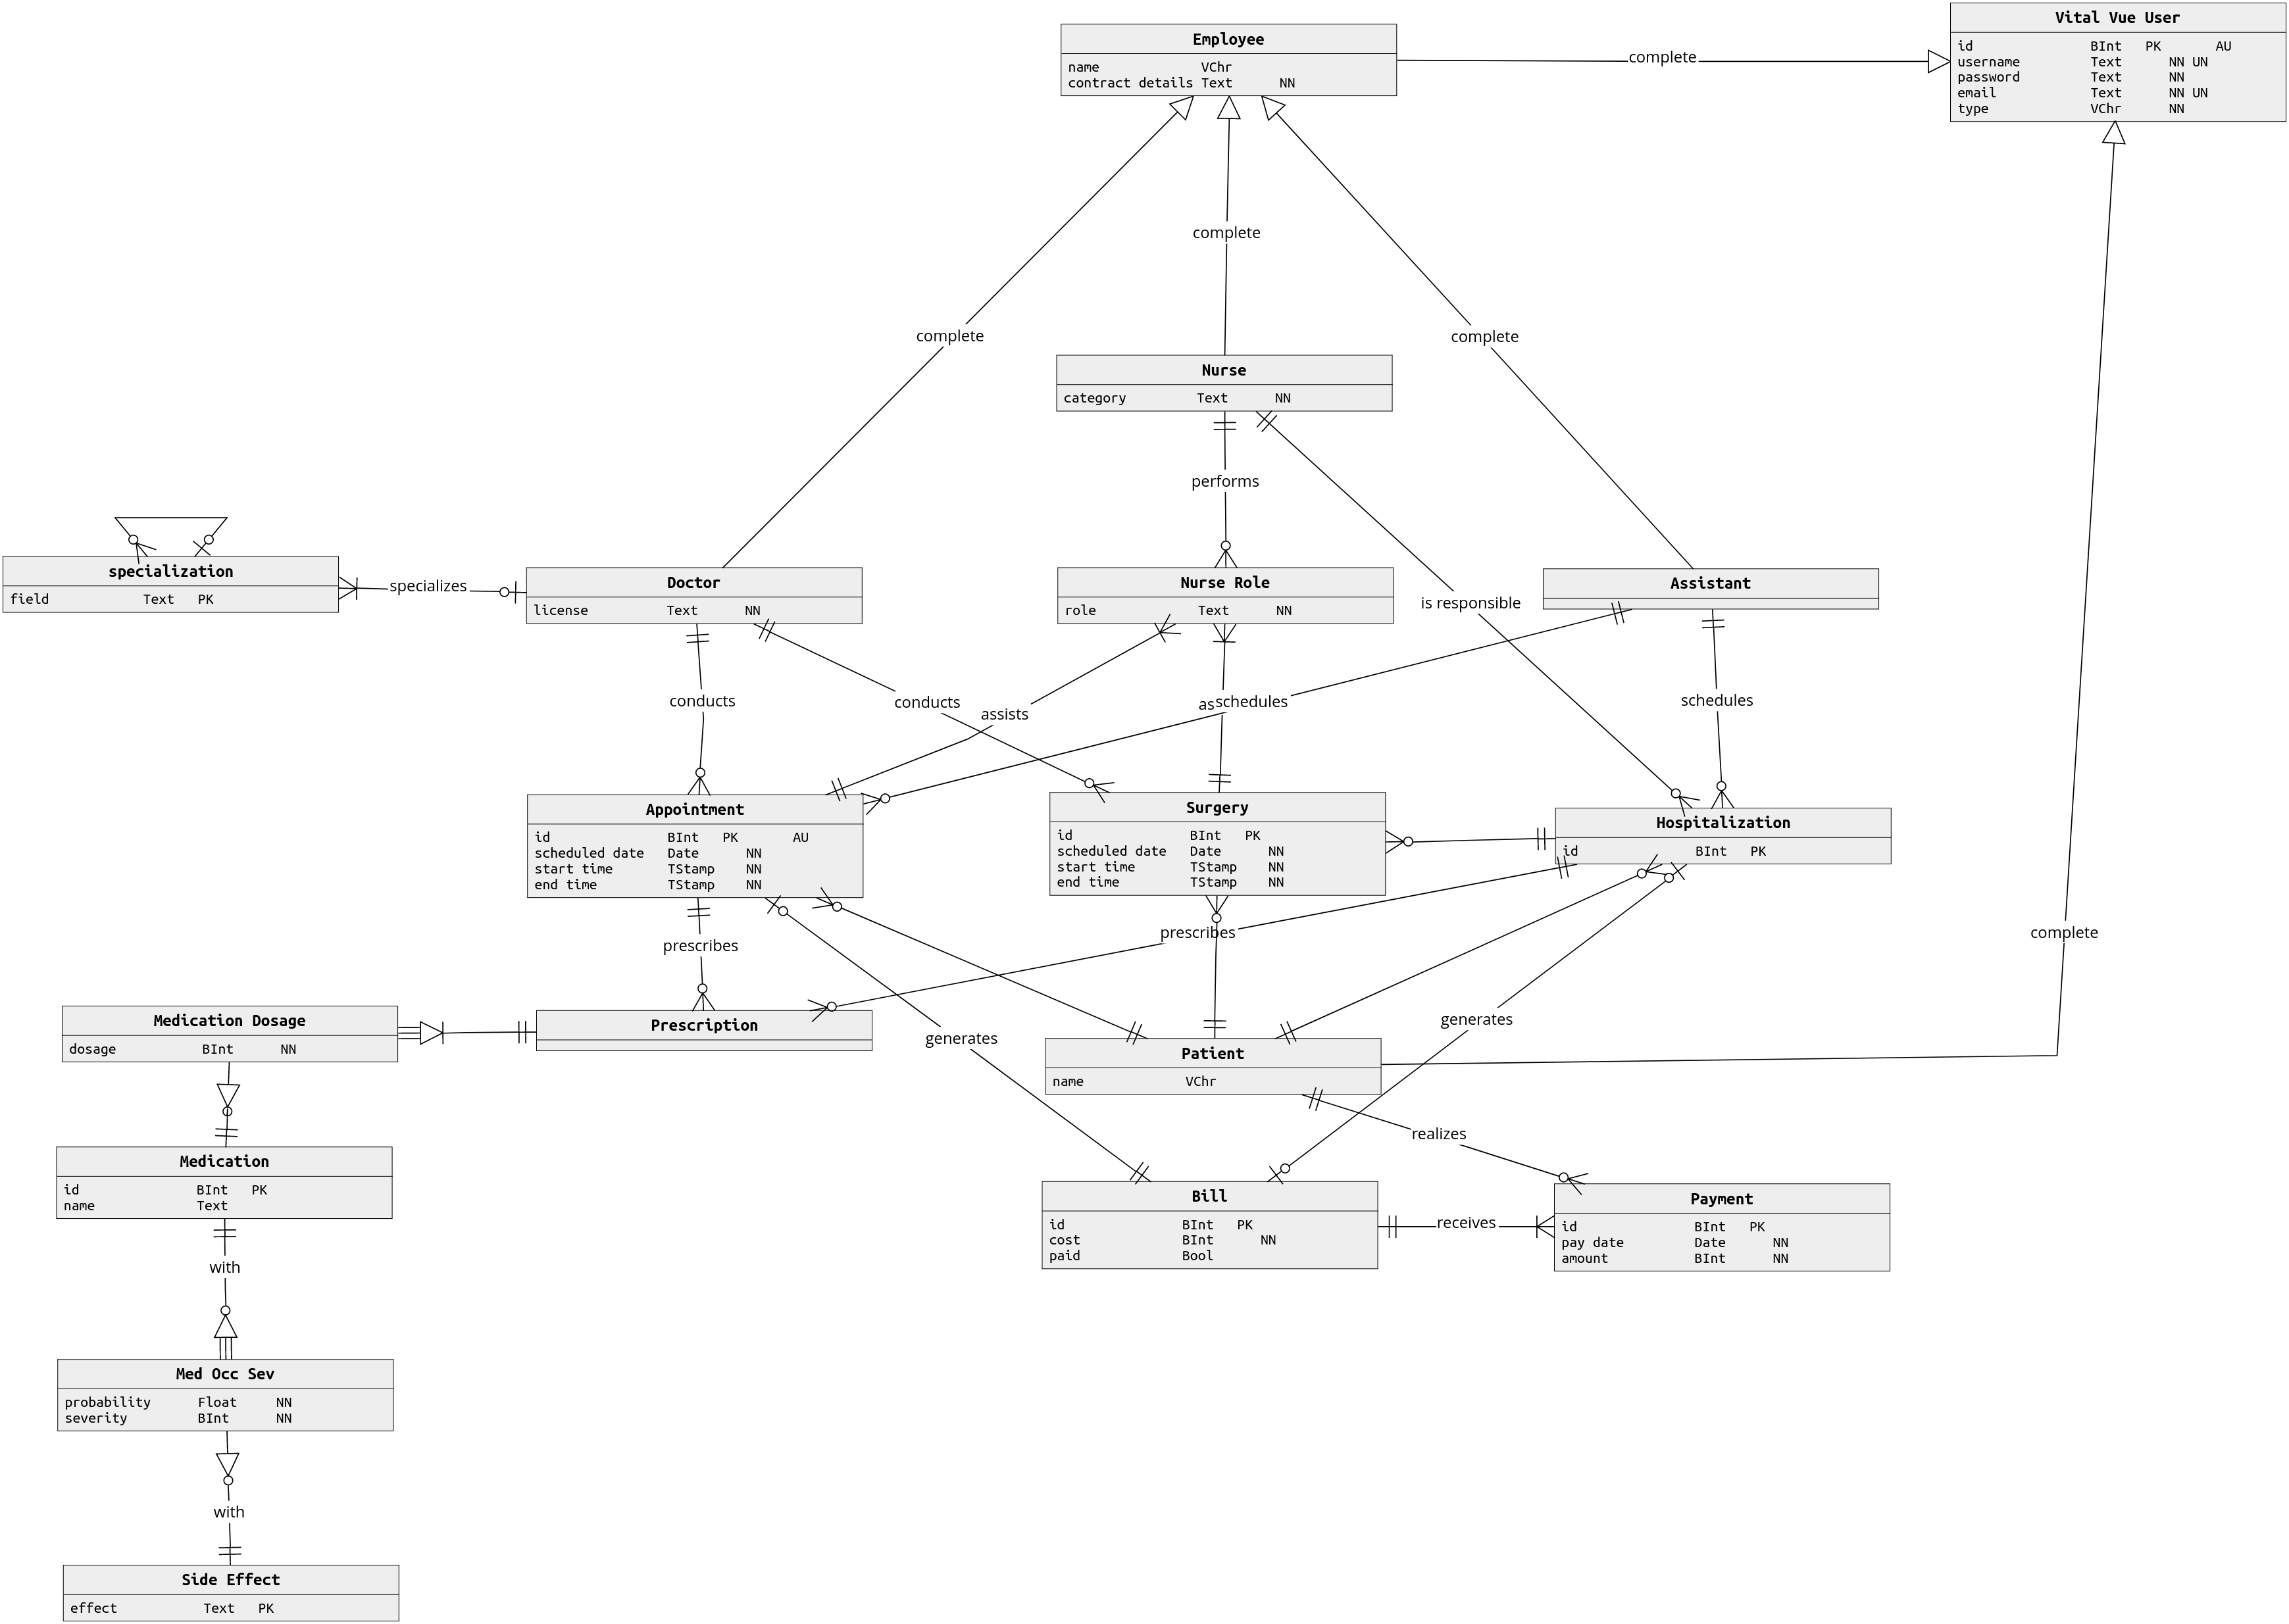 Vital Vue User
id BInt PK AU
username Text NN UN
password Text NN
email Text NN UN
type VChr NN
Employee
name VChr
contract details Text NN
complete
complete
complete
complete
Nurse
category Text NN
performs
specialization
field Text PK
specializes
Doctor
license Text NN
Nurse Role
role Text NN
is responsible
Assistant
conducts
conducts
assists
as
schedules
schedules
Appointment
id BInt PK AU
scheduled date Date NN
start time TStamp NN
end time TStamp NN
Surgery
id BInt PK
scheduled date Date NN
start time TStamp NN
end time TStamp NN
Hospitalization
id BInt PK
prescribes
prescribes
complete
Medication Dosage
dosage BInt NN
Prescription
generates
generates
Patient
name VChr
realizes
Medication
id BInt PK
name Text
Bill
id BInt PK
cost BInt NN
paid Bool
receives
Payment
id BInt PK
pay date Date NN
amount BInt NN
with
Med Occ Sev
probability Float NN
severity BInt NN
with
Side Effect
effect Text PK